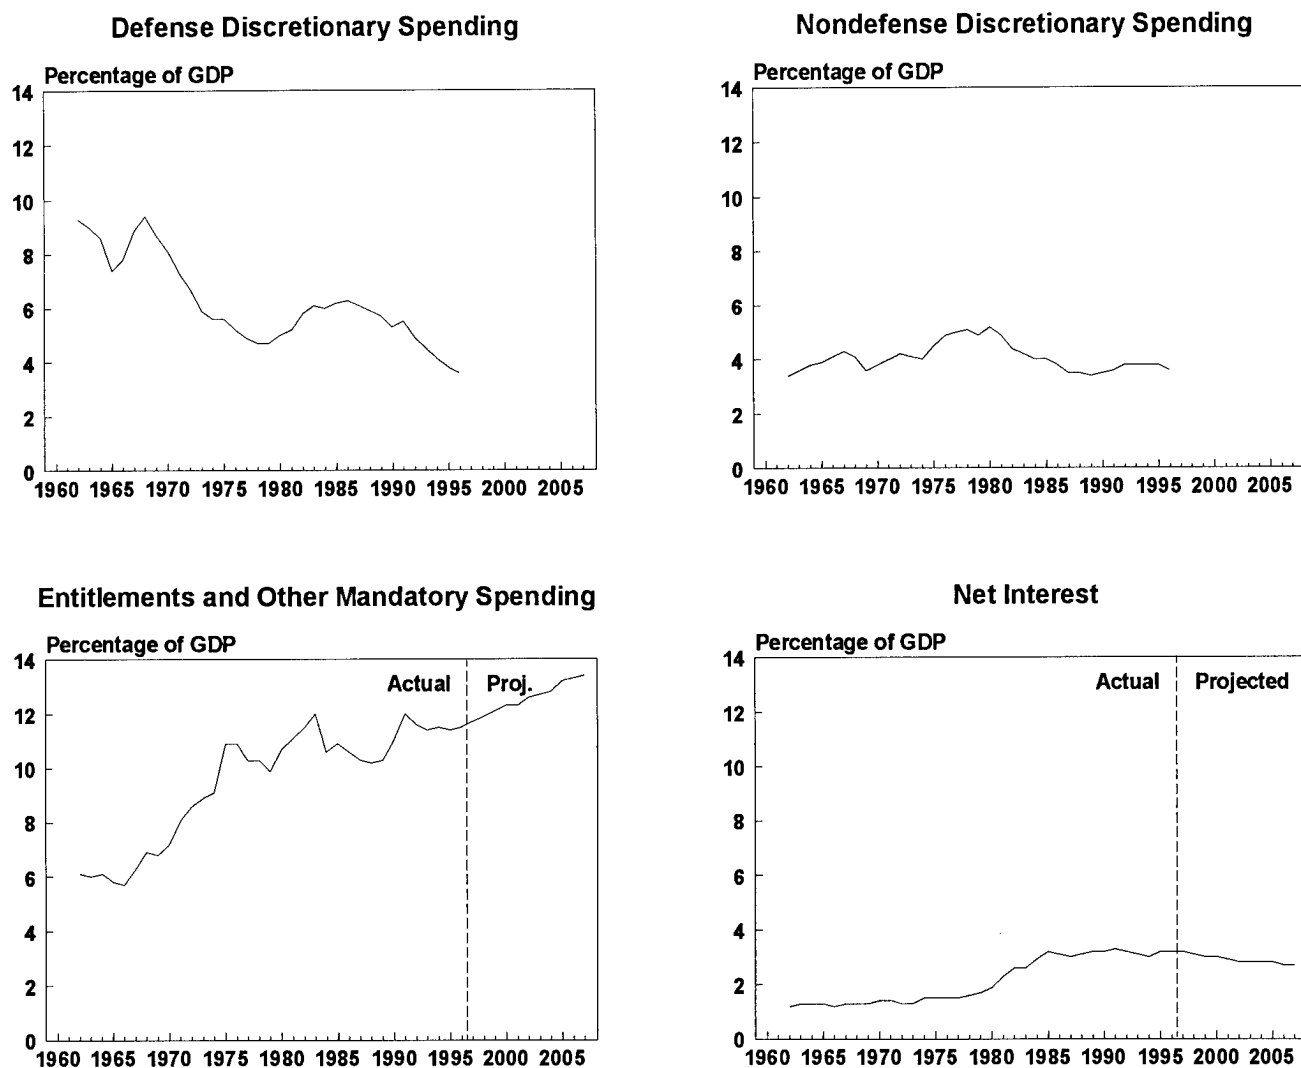 Defense Discretionary Spending
Percentage of GDP
14
12
10
8
6
4
2
0
1960 1965 1970 1975 1980 1985 1990 1995 2000 2005
Nondefense Discretionary Spending
Percentage of GDP
14
12
10
8
6
4
2
0
1960 1965 1970 1975 1980 1985 1990 1995 2000 2005
Entitlements and Other Mandatory Spending
Percentage of GDP
14
Actual Proj.
12
10
8
6
4
2
0
1960 1965 1970 1975 1980 1985 1990 1995 2000 2005
Net Interest
Percentage of GDP
14
Actual Projected
12
10
8
6
4
2
0
1960 1965 1970 1975 1980 1985 1990 1995 2000 2005